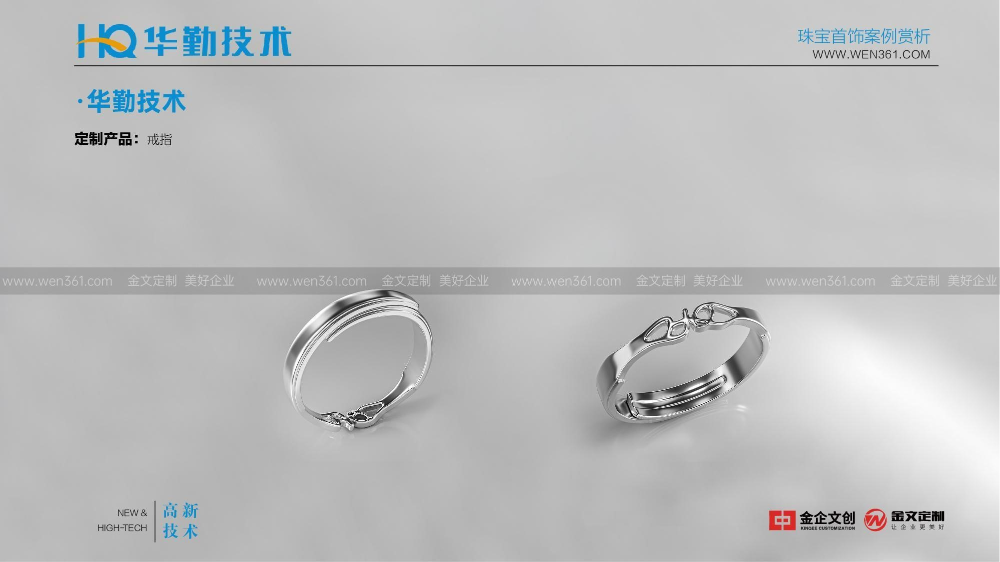 HQ 华勤技术
珠宝首饰案例赏析
WWW.WEN361.COM
·华勤技术
定制产品：戒指
www.wen361.com 金文定制 美好企业 www.wen361.com 金文定制 美好企业 www.wen361.com 金文定制 美好企业 www.wen361.com 金文定制 美好企业
NEW &
HIGH-TECH
高新
技术
金企文创
KINQEE CUSTOMIZATION
金文定制
让企业更美好